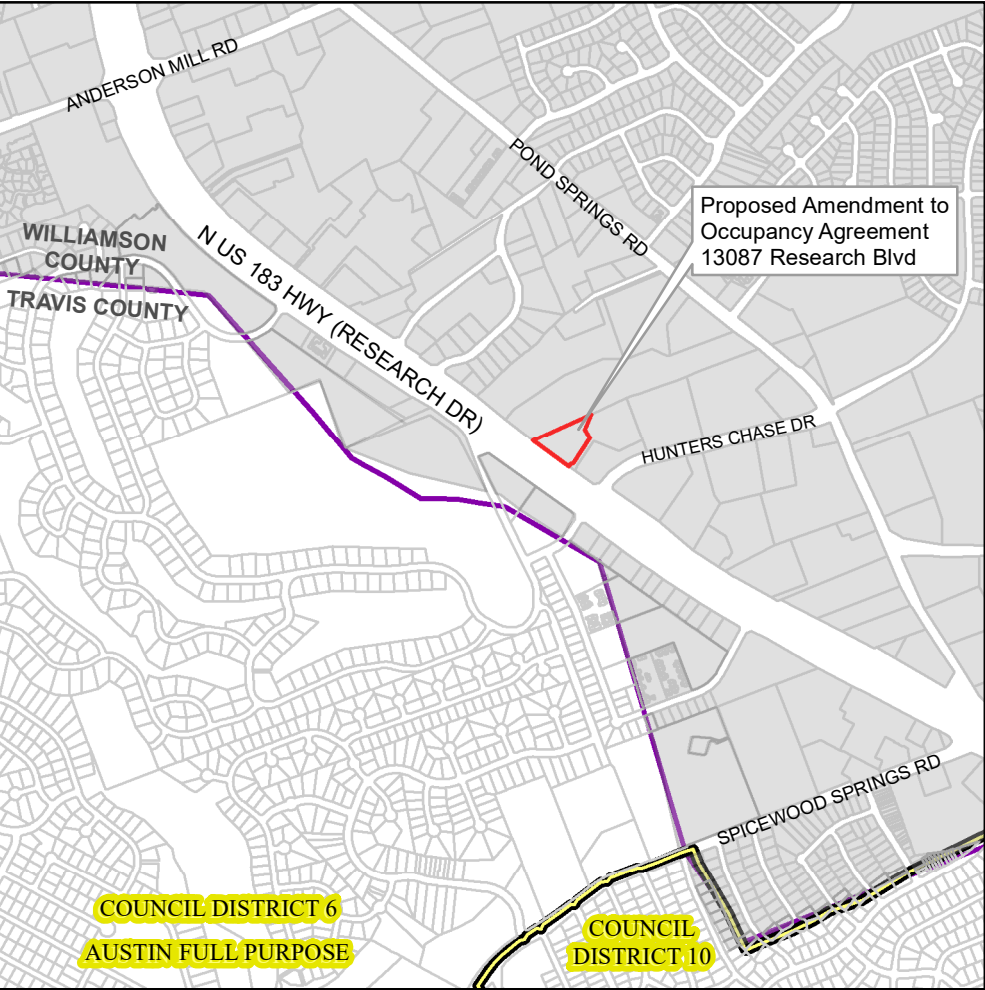 ANDERSON MILL RD
POND SPRINGS RD
Proposed Amendment to
Occupancy Agreement
13087 Research Blvd
WILLIAMSON
COUNTY
TRAVIS COUNTY
N US 183 HWY (RESEARCH DR)
HUNTERS CHASE DR
SPICEWOOD SPRINGS RD
COUNCIL DISTRICT 6
AUSTIN FULL PURPOSE
COUNCIL
DISTRICT 10